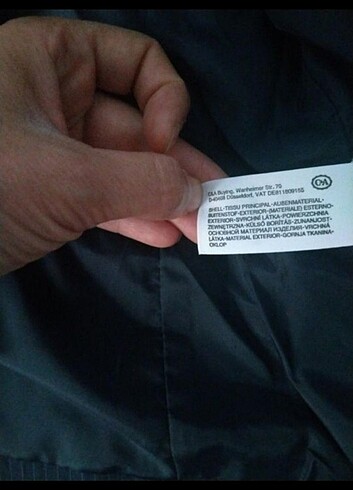 C&A Buying, Wanheimer Str. 70
D-40468 Düsseldorf, VAT DE811809155
C&A
SHELL-TISSU PRINCIPAL-AUßENMATERIAL-
BUITENSTOF-EXTERIOR-(MATERIALE) ESTERNO-
EXTERIOR-SVRCHNÍ LÁTKA-POWIERZCHNIA
ZEWNĘTRZNA-KÜLSŐ BORÍTÁS-ZUNANJOST-
ОСНОВНОЙ МАТЕРИАЛ ИЗДЕЛИЯ-VRCHNÁ
LÁTKA-MATERIAL EXTERIOR-GORNJA TKANINA-
OKLOP